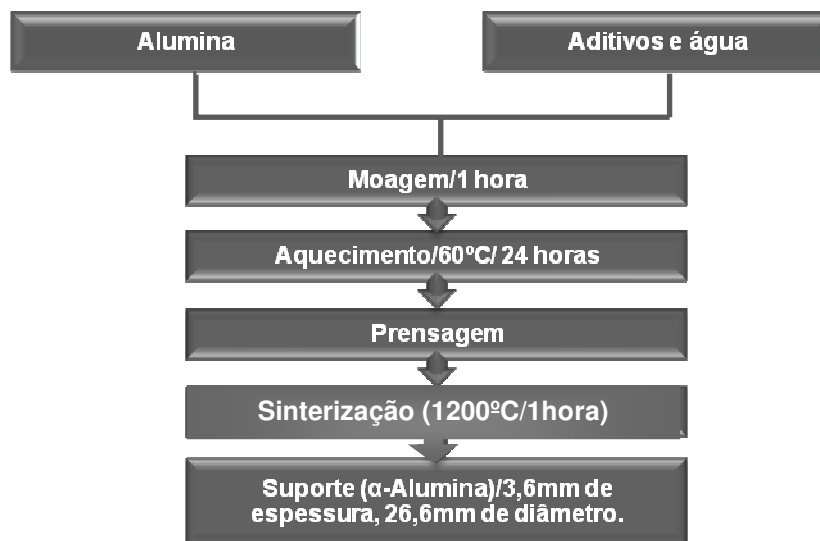 Alumina
Aditivos e água
Moagem/1 hora
Aquecimento/60ºC/ 24 horas
Prensagem
Sinterização (1200ºC/1hora)
Suporte (α-Alumina)/3,6mm de
espessura, 26,6mm de diâmetro.